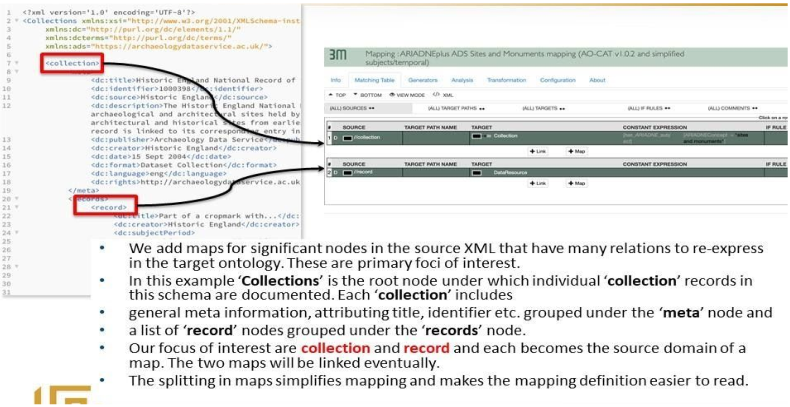 1 <?xml version='1.0' encoding='UTF-8'?>
2 <Collections xmlns:xsi="http://www.w3.org/2001/XMLSchema-inst
3 xmlns:dc="http://purl.org/dc/elements/1.1/"
4 xmlns:dcterms="http://purl.org/dc/terms/"
5 xmlns:ads="https://archaeologydataservice.ac.uk/">
6
7 <collection>
8
9 <dc:title>Historic England National Record of
10 <dc:identifier>1000398</dc:identifier>
11 <dc:source>Historic England</dc:source>
12 <dc:description>The Historic England National
archaeological and architectural sites held by
architectural and historical sites from earlie
record is linked to its corresponding entry in
13 <dc:publisher>Archaeology Data Service</dc:pub
14 <dc:creator>Historic England</dc:creator>
15 <dc:date>15 Sept 2004</dc:date>
16 <dc:format>Dataset Collection</dc:format>
17 <dc:language>eng</dc:language>
18 <dc:rights>http://archaeologydataservice.ac.uk
19 </meta>
20 <records>
21 <record>
22 <dc:title>Part of a cropmark with...</dc:
23 <dc:creator>Historic England</dc:creator>
24 <dc:subjectPeriod>
25
26
27
28
29
30
31
3M Mapping : ARIADNEplus ADS Sites and Monuments mapping (AO-CAT v1.0.2 and simplified
subjects/temporal)
Info Matching Table Generators Analysis Transformation Configuration About
TOP BOTTOM VIEW MODE XML
(ALL) SOURCES (ALL) TARGET PATHS (ALL) TARGETS (ALL) IF RULES (ALL) COMMENTS
Click on a ro
# SOURCE TARGET PATH NAME TARGET CONSTANT EXPRESSION IF RULE
1 D //collection Collection and monuments"
+ Link + Map
# SOURCE TARGET PATH NAME TARGET CONSTANT EXPRESSION IF RULE
2 D //record DataResource
+ Link + Map
• We add maps for significant nodes in the source XML that have many relations to re-express
in the target ontology. These are primary foci of interest.
• In this example 'Collections' is the root node under which individual 'collection' records in
this schema are documented. Each 'collection' includes
• general meta information, attributing title, identifier etc. grouped under the 'meta' node and
• a list of 'record' nodes grouped under the 'records' node.
• Our focus of interest are collection and record and each becomes the source domain of a
map. The two maps will be linked eventually.
• The splitting in maps simplifies mapping and makes the mapping definition easier to read.